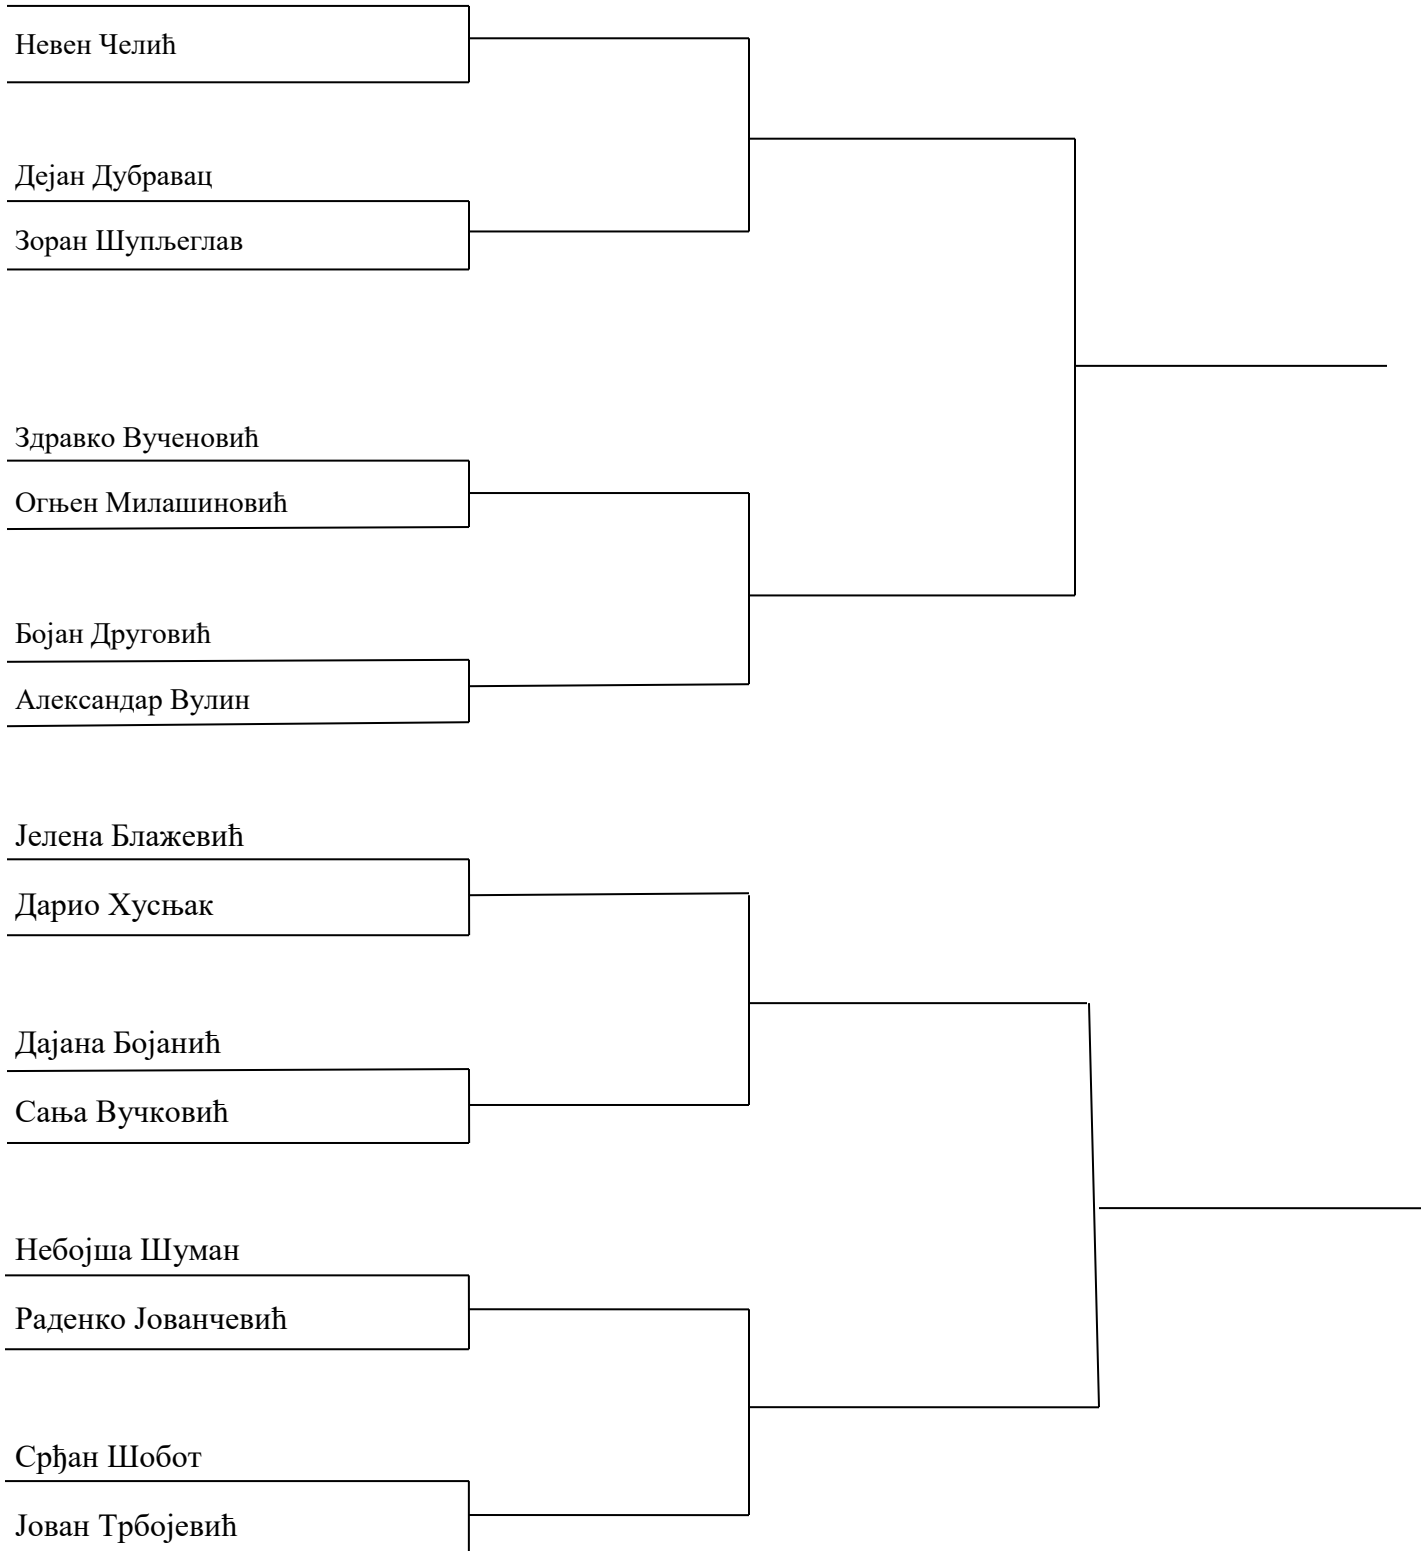 Невен Челић
Дејан Дубравац
Зоран Шупљеглав
Здравко Вученовић
Огњен Милашиновић
Бојан Друговић
Александар Вулин
Јелена Блажевић
Дарио Хусњак
Дајана Бојанић
Сања Вучковић
Небојша Шуман
Раденко Јованчевић
Срђан Шобот
Јован Трбојевић